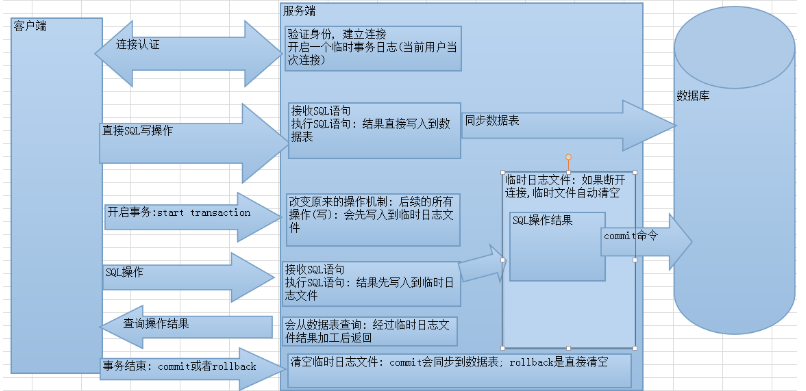 客户端
服务端
连接认证
验证身份，建立连接
开启一个临时事务日志(当前用户当
次连接)
数据库
直接SQL写操作
接收SQL语句
执行SQL语句：结果直接写入到数
据表
同步数据表
临时日志文件：如果断开
连接,临时文件自动清空
开启事务:start transaction
改变原来的操作机制：后续的所有
操作(写)：会先写入到临时日志文
件
SQL操作结果
commit命令
SQL操作
接收SQL语句
执行SQL语句：结果先写入到临时日
志文件
查询操作结果
会从数据表查询：经过临时日志文
件结果加工后返回
事务结束：commit或者rollback
清空临时日志文件：commit会同步到数据表；rollback是直接清空